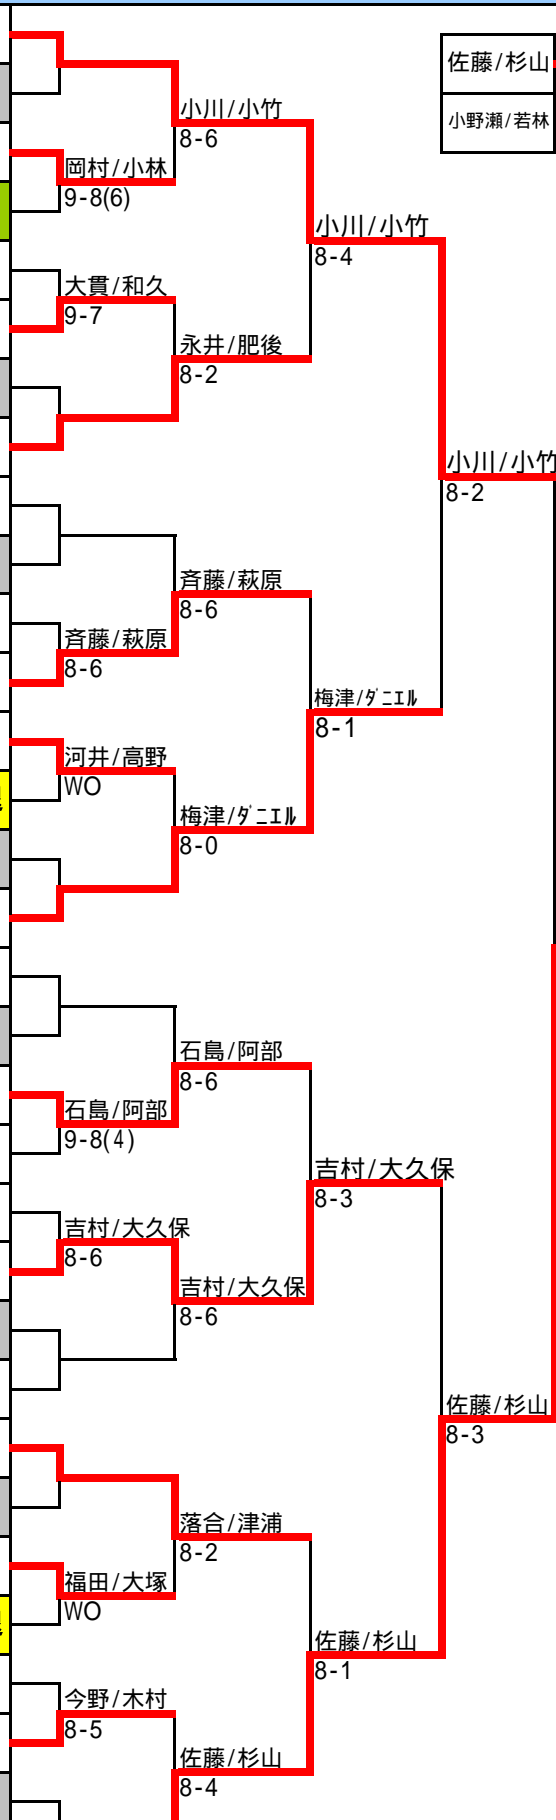 佐藤/杉山
小野瀬/若林
小川/小竹
8-6
岡村/小林
9-8(6)
小川/小竹
8-4
大貫/和久
9-7
永井/肥後
8-2
小川/小竹
8-2
斉藤/萩原
8-6
斉藤/萩原
8-6
梅津/ﾀﾞﾆｴﾙ
8-1
河井/高野
WO
梅津/ﾀﾞﾆｴﾙ
8-0
石島/阿部
8-6
石島/阿部
9-8(4)
吉村/大久保
8-3
吉村/大久保
8-6
吉村/大久保
8-6
佐藤/杉山
8-3
落合/津浦
8-2
福田/大塚
WO
佐藤/杉山
8-1
今野/木村
8-5
佐藤/杉山
8-4